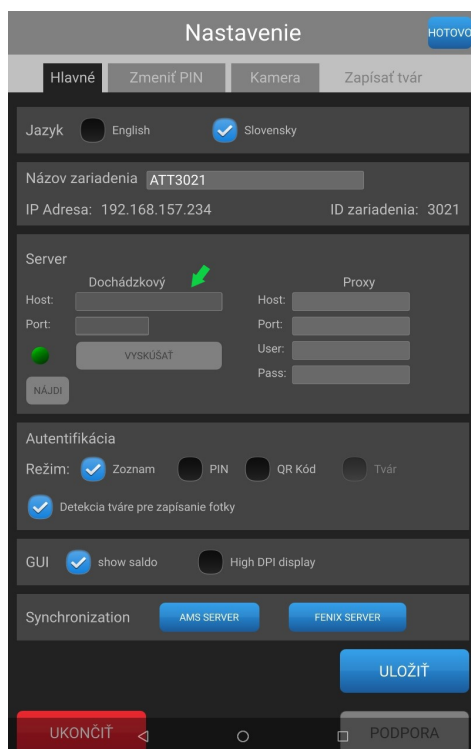 Nastavenie HOTOVO
Hlavné Zmeniť PIN Kamera Zapísať tvár
Jazyk English Slovensky
Názov zariadenia ATT3021
IP Adresa: 192.168.157.234 ID zariadenia: 3021
Server
Dochádzkový Proxy
Host: Host:
Port: Port:
VYSKÚŠAŤ User:
Pass:
NÁJDI
Autentifikácia
Režim: Zoznam PIN QR Kód Tvár
Detekcia tváre pre zapísanie fotky
GUI show saldo High DPI display
Synchronization AMS SERVER FENIX SERVER
ULOŽIŤ
UKONČIŤ PODPORA